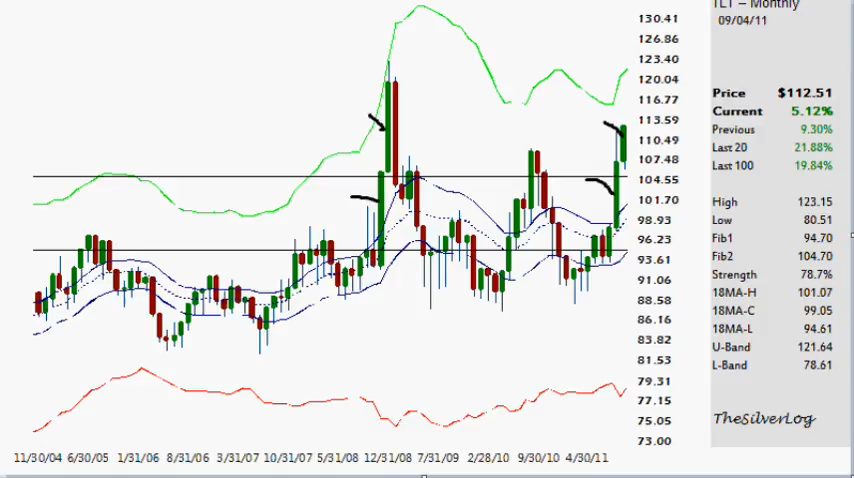 TLT – Monthly
09/04/11
130.41
126.86
123.40
120.04
116.77
113.59
110.49
107.48
104.55
101.70
98.93
96.23
93.61
91.06
88.58
86.16
83.82
81.53
79.31
77.15
75.05
73.00
Price $112.51
Current 5.12%
Previous 9.30%
Last 20 21.88%
Last 100 19.84%
High 123.15
Low 80.51
Fib1 94.70
Fib2 104.70
Strength 78.7%
18MA-H 101.07
18MA-C 99.05
18MA-L 94.61
U-Band 121.64
L-Band 78.61
TheSilverLog
11/30/04 6/30/05 1/31/06 8/31/06 3/31/07 10/31/07 5/31/08 12/31/08 7/31/09 2/28/10 9/30/10 4/30/11